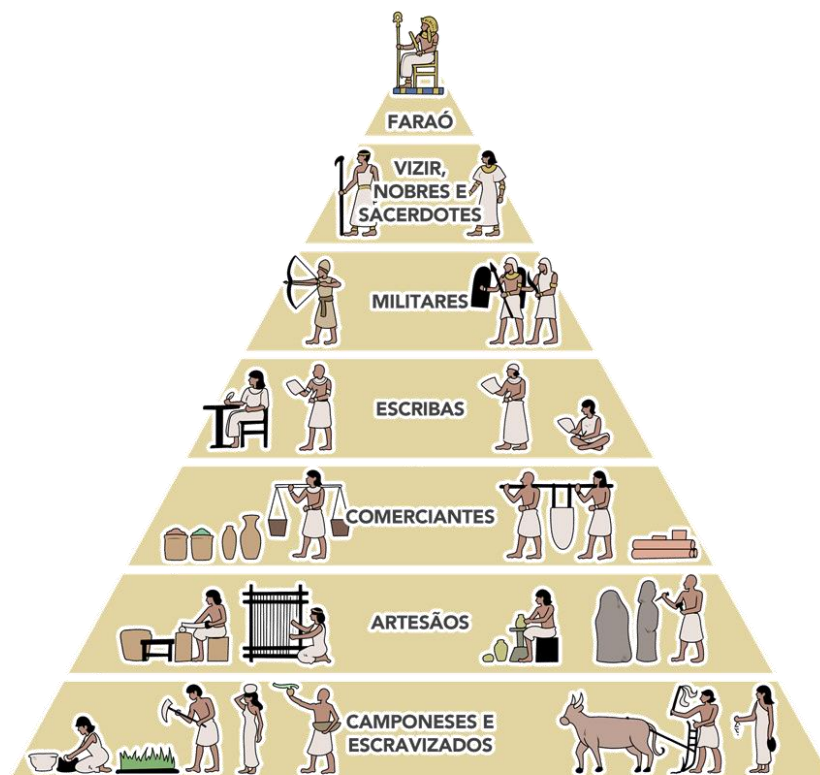 FARAÓ
VIZIR,
NOBRES E
SACERDOTES
MILITARES
ESCRIBAS
COMERCIANTES
ARTESÃOS
CAMPONESES E
ESCRAVIZADOS